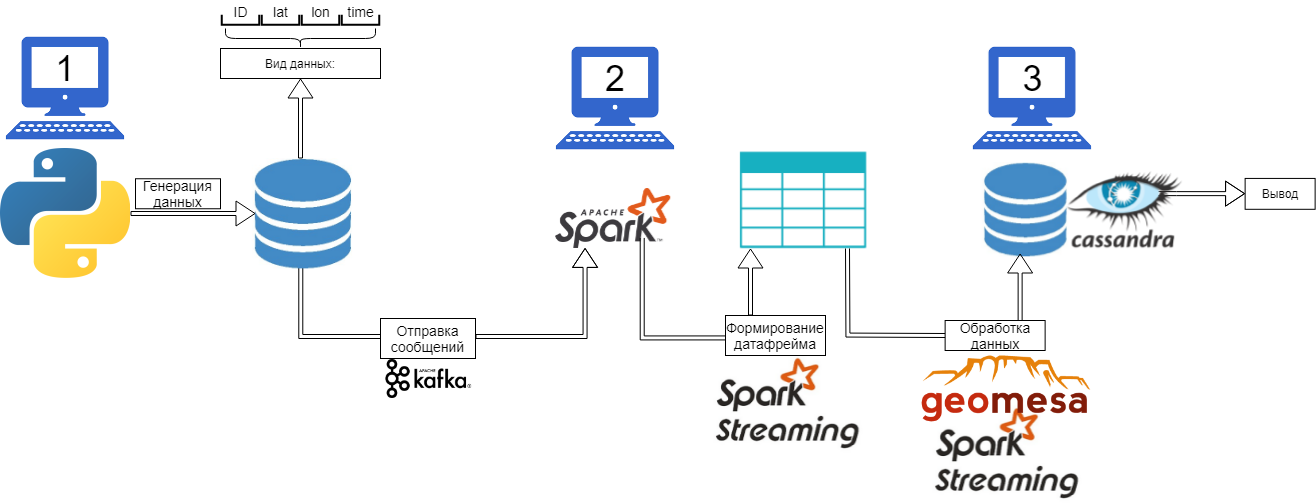 ID lat lon time
Вид данных:
1
2
3
Генерация
данных
APACHE
Spark
cassandra
Вывод
Отправка
сообщений
APACHE
kafka
Формирование
датафрейма
Spark
Streaming
Обработка
данных
geomesa
Spark
Streaming